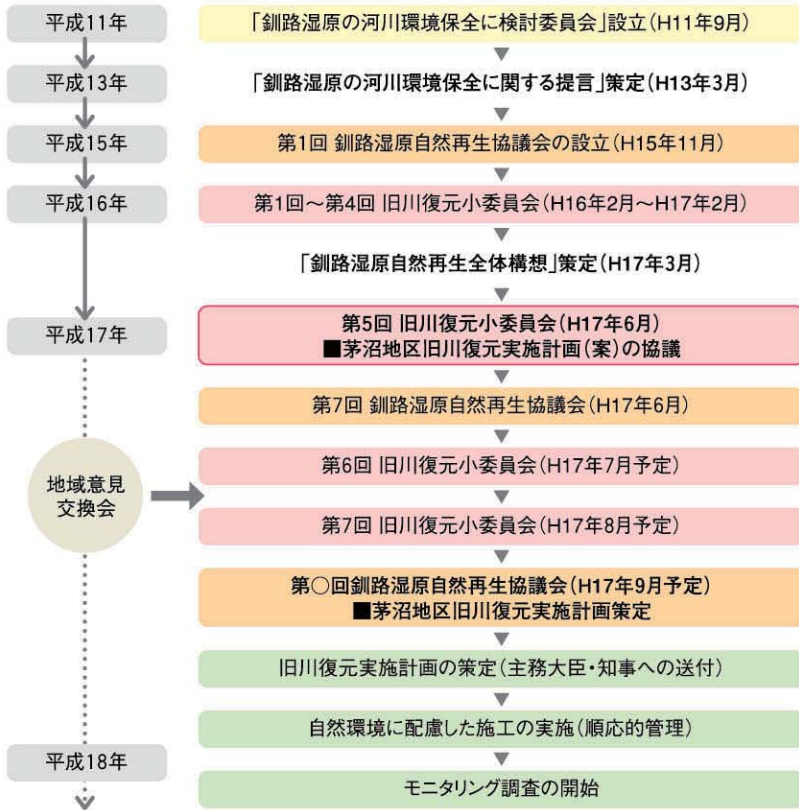 平成11年
「釧路湿原の河川環境保全に検討委員会」設立(H11年9月)
平成13年
「釧路湿原の河川環境保全に関する提言」策定(H13年3月)
平成15年
第1回 釧路湿原自然再生協議会の設立(H15年11月)
平成16年
第1回～第4回 旧川復元小委員会(H16年2月～H17年2月)
「釧路湿原自然再生全体構想」策定(H17年3月)
平成17年
第5回 旧川復元小委員会(H17年6月)
■茅沼地区旧川復元実施計画(案)の協議
第7回 釧路湿原自然再生協議会(H17年6月)
地域意見
交換会
第6回 旧川復元小委員会(H17年7月予定)
第7回 旧川復元小委員会(H17年8月予定)
第○回釧路湿原自然再生協議会(H17年9月予定)
■茅沼地区旧川復元実施計画策定
旧川復元実施計画の策定(主務大臣・知事への送付)
自然環境に配慮した施工の実施(順応的管理)
平成18年
モニタリング調査の開始